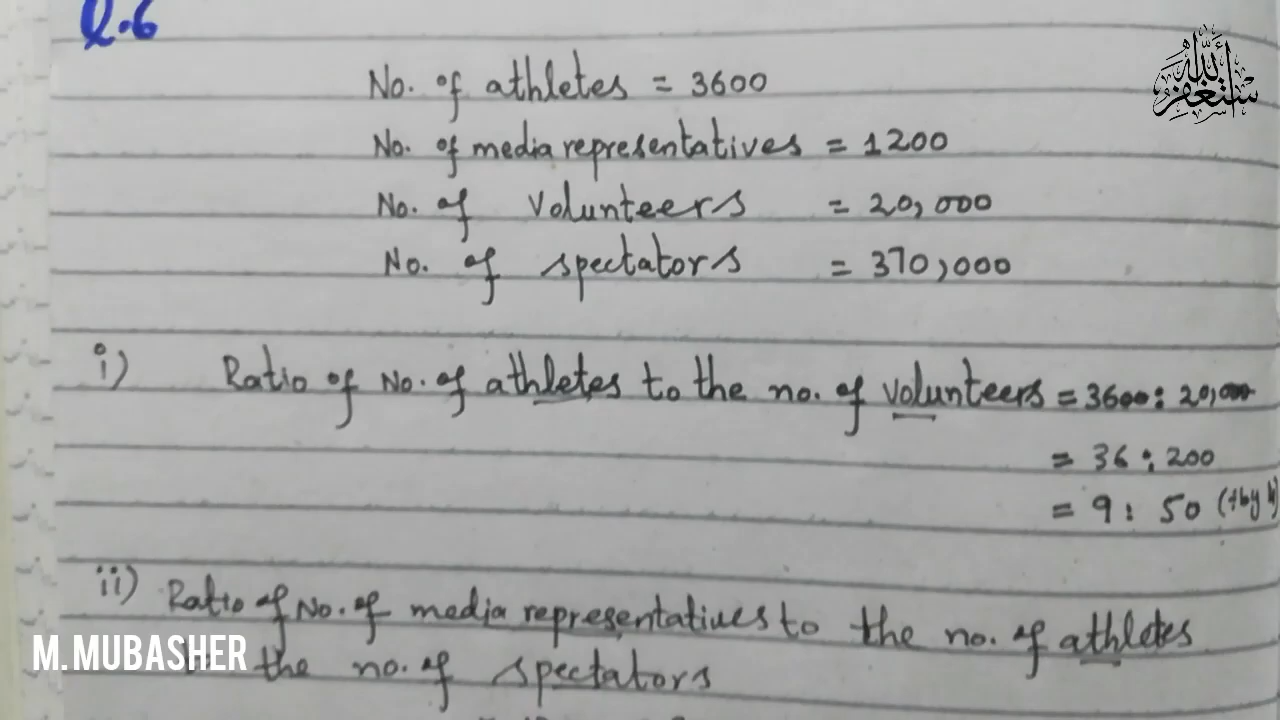 Q.6
No. of athletes = 3600
No. of media representatives = 1200
No. of volunteers = 20,000
No. of spectators = 370,000
i) Ratio of No. of athletes to the no. of volunteers = 3600 : 20,000
= 36 : 200
= 9 : 50 (÷by 4)
ii) Ratio of No. of media representatives to the no. of athletes
the no. of spectators
M.MUBASHER
أستغفر الله